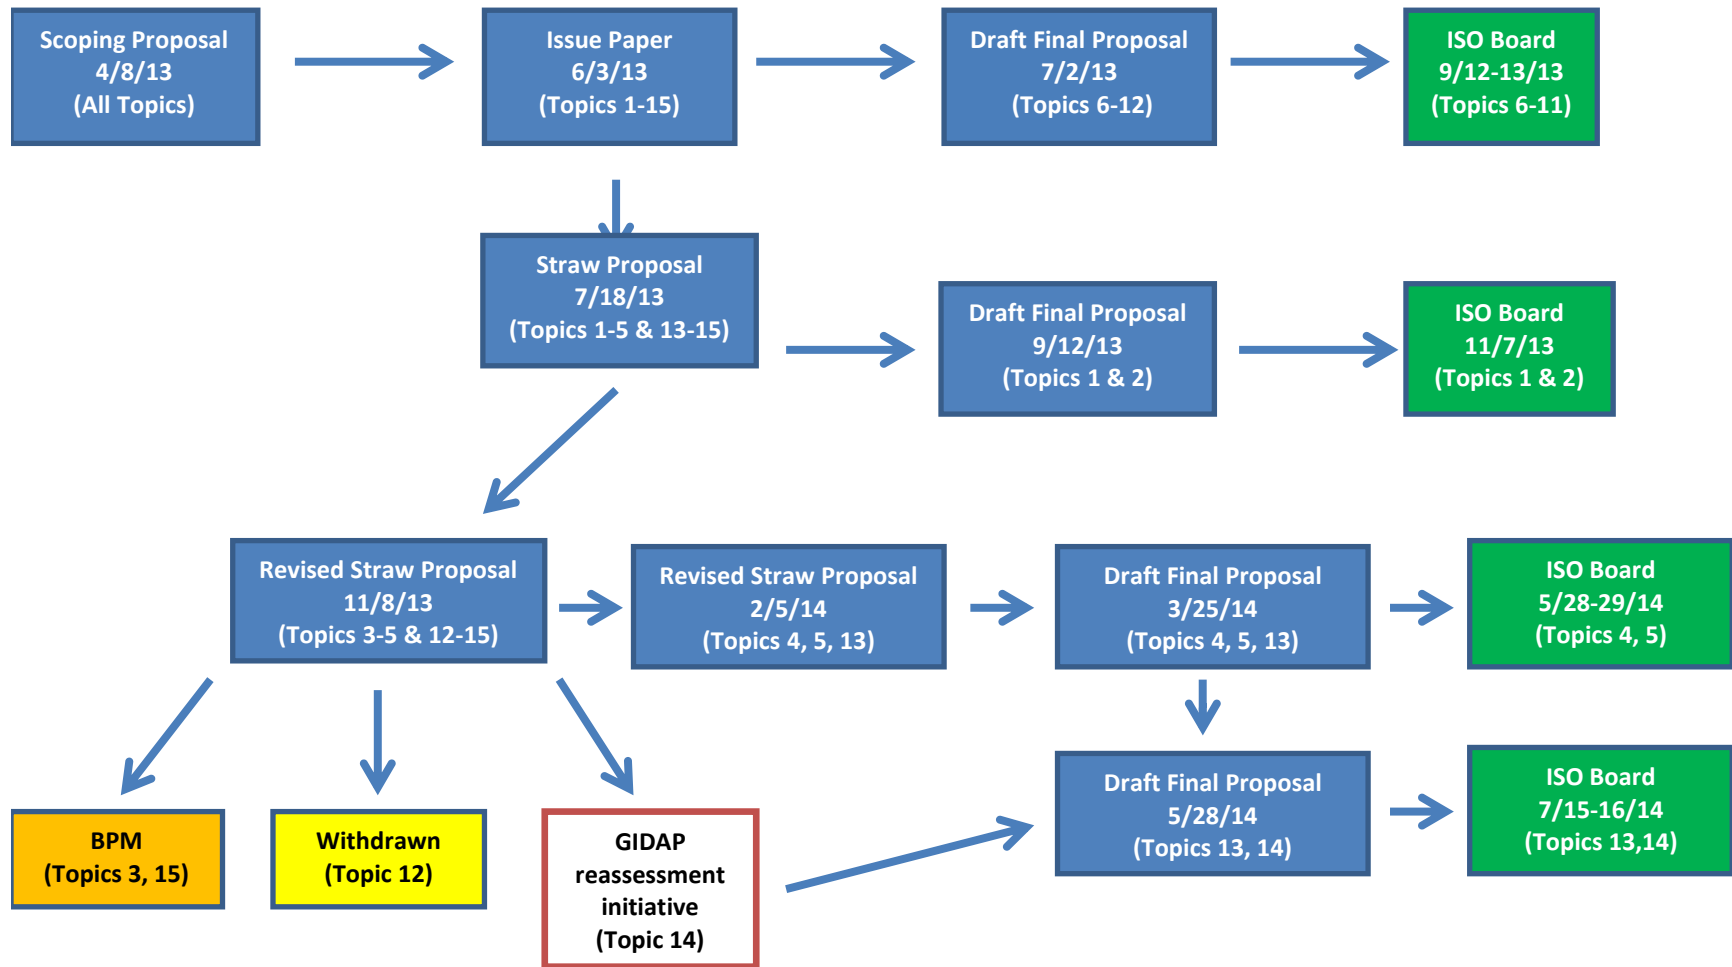 Scoping Proposal
4/8/13
(All Topics)
Issue Paper
6/3/13
(Topics 1-15)
Draft Final Proposal
7/2/13
(Topics 6-12)
ISO Board
9/12-13/13
(Topics 6-11)
Straw Proposal
7/18/13
(Topics 1-5 & 13-15)
Draft Final Proposal
9/12/13
(Topics 1 & 2)
ISO Board
11/7/13
(Topics 1 & 2)
Revised Straw Proposal
11/8/13
(Topics 3-5 & 12-15)
Revised Straw Proposal
2/5/14
(Topics 4, 5, 13)
Draft Final Proposal
3/25/14
(Topics 4, 5, 13)
ISO Board
5/28-29/14
(Topics 4, 5)
BPM
(Topics 3, 15)
Withdrawn
(Topic 12)
GIDAP
reassessment
initiative
(Topic 14)
Draft Final Proposal
5/28/14
(Topics 13, 14)
ISO Board
7/15-16/14
(Topics 13,14)